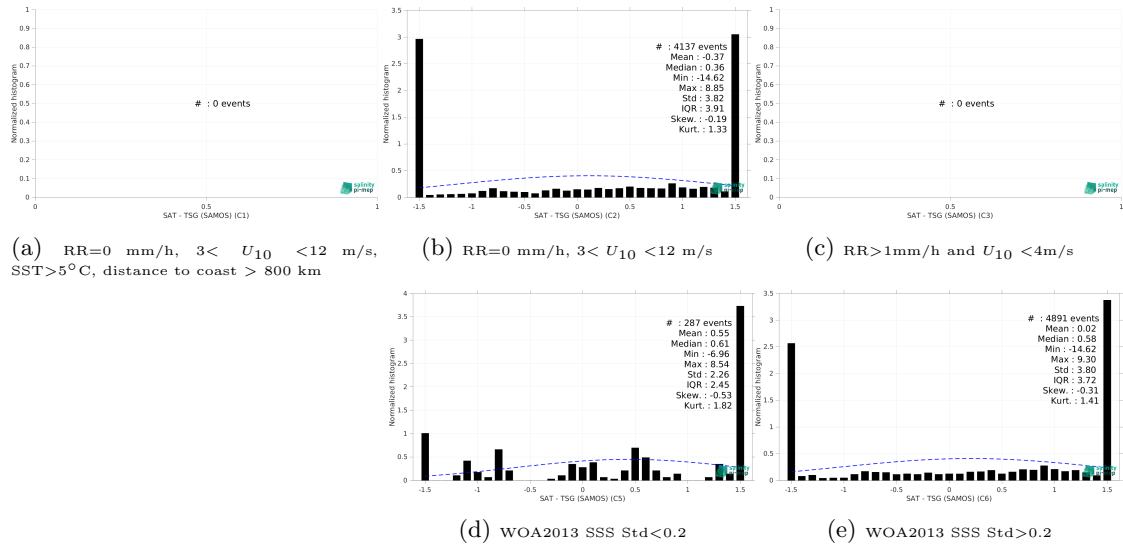 1
0.9
0.8
0.7
0.6
0.5
0.4
0.3
0.2
0.1
0
Normalized histogram
# : 0 events
salinity
pi-mep
0 0.5 1
SAT - TSG (SAMOS) (C1)
(a) RR=0 mm/h, 3< U10 <12 m/s,
SST>5°C, distance to coast > 800 km
3.5
3
2.5
2
1.5
1
0.5
0
Normalized histogram
# : 4137 events
Mean : -0.37
Median : 0.36
Min : -14.62
Max : 8.85
Std : 3.82
IQR : 3.91
Skew. : -0.19
Kurt. : 1.33
salinity
pi-mep
-1.5 -1 -0.5 0 0.5 1 1.5
SAT - TSG (SAMOS) (C2)
(b) RR=0 mm/h, 3< U10 <12 m/s
1
0.9
0.8
0.7
0.6
0.5
0.4
0.3
0.2
0.1
0
Normalized histogram
# : 0 events
salinity
pi-mep
0 0.5 1
SAT - TSG (SAMOS) (C3)
(c) RR>1mm/h and U10 <4m/s
4
3.5
3
2.5
2
1.5
1
0.5
0
Normalized histogram
# : 287 events
Mean : 0.55
Median : 0.61
Min : -6.96
Max : 8.54
Std : 2.26
IQR : 2.45
Skew. : -0.53
Kurt. : 1.82
salinity
pi-mep
-1.5 -1 -0.5 0 0.5 1 1.5
SAT - TSG (SAMOS) (C5)
(d) WOA2013 SSS Std<0.2
3.5
3
2.5
2
1.5
1
0.5
0
Normalized histogram
# : 4891 events
Mean : 0.02
Median : 0.58
Min : -14.62
Max : 9.30
Std : 3.80
IQR : 3.72
Skew. : -0.31
Kurt. : 1.41
salinity
pi-mep
-1.5 -1 -0.5 0 0.5 1 1.5
SAT - TSG (SAMOS) (C6)
(e) WOA2013 SSS Std>0.2